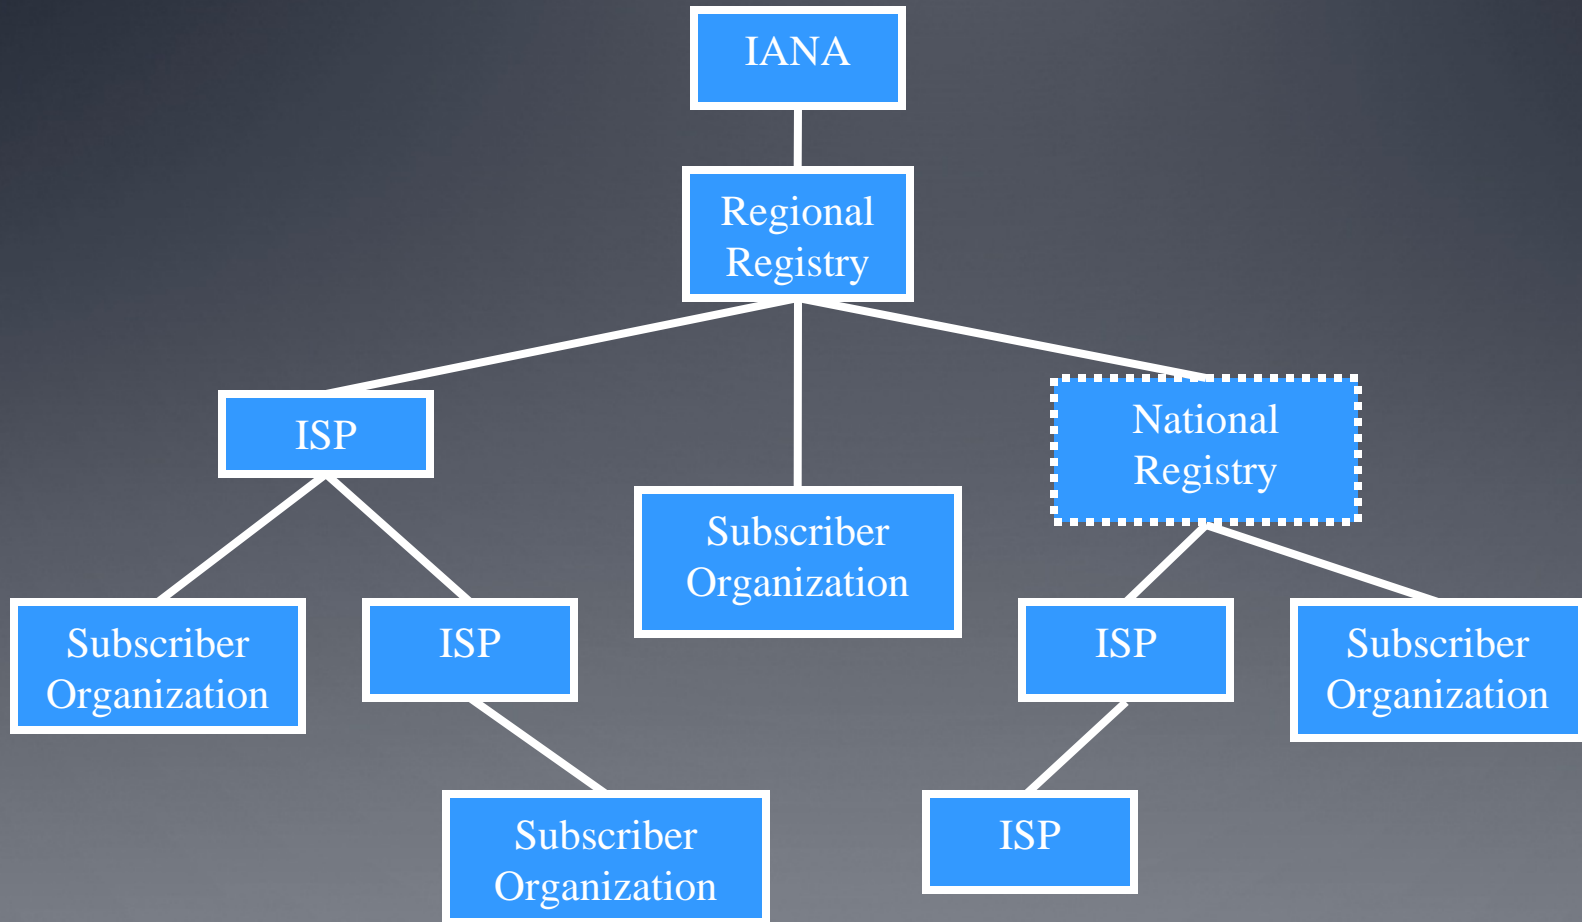 IANA
Regional
Registry
ISP
National
Registry
Subscriber
Organization
Subscriber
Organization
ISP
ISP
Subscriber
Organization
Subscriber
Organization
ISP